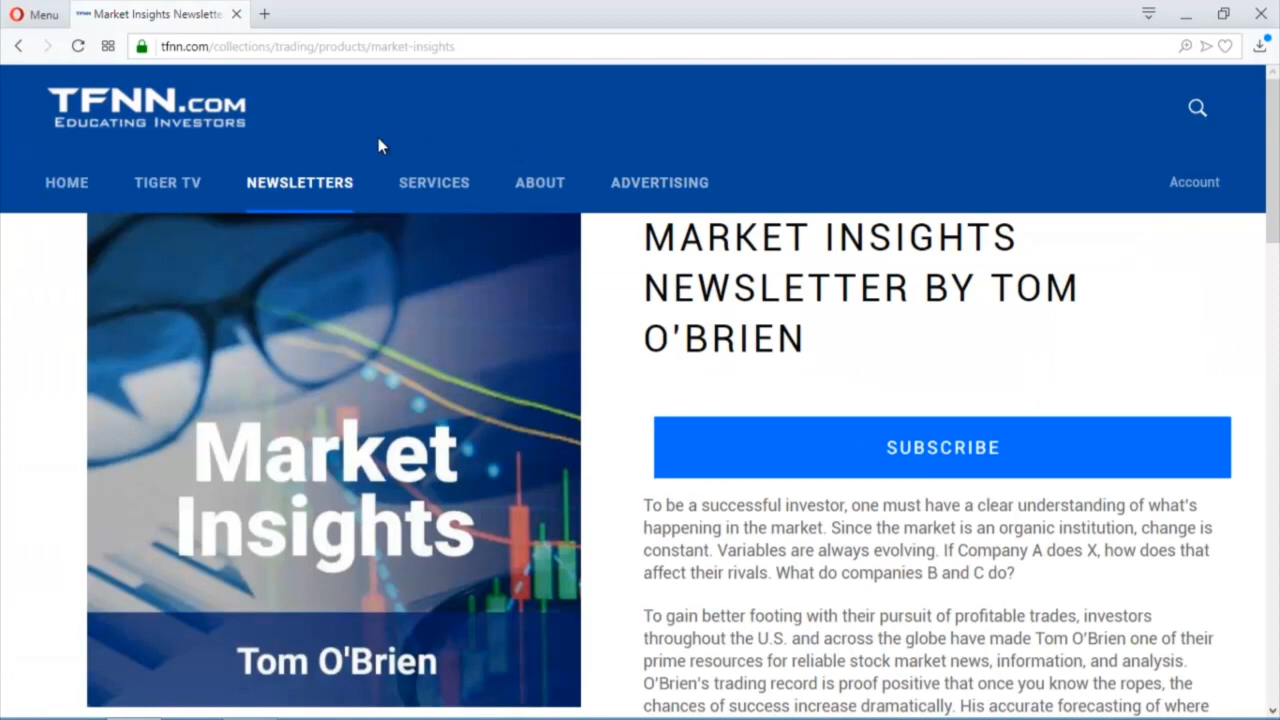 Menu
Market Insights Newslette
tfnn.com/collections/trading/products/market-insights
TFNN.COM
EDUCATING INVESTORS
HOME TIGER TV NEWSLETTERS SERVICES ABOUT ADVERTISING Account
MARKET INSIGHTS
NEWSLETTER BY TOM
O'BRIEN
Market
Insights
Tom O'Brien
SUBSCRIBE
To be a successful investor, one must have a clear understanding of what's
happening in the market. Since the market is an organic institution, change is
constant. Variables are always evolving. If Company A does X, how does that
affect their rivals. What do companies B and C do?
To gain better footing with their pursuit of profitable trades, investors
throughout the U.S. and across the globe have made Tom O'Brien one of their
prime resources for reliable stock market news, information, and analysis.
O'Brien's trading record is proof positive that once you know the ropes, the
chances of success increase dramatically. His accurate forecasting of where